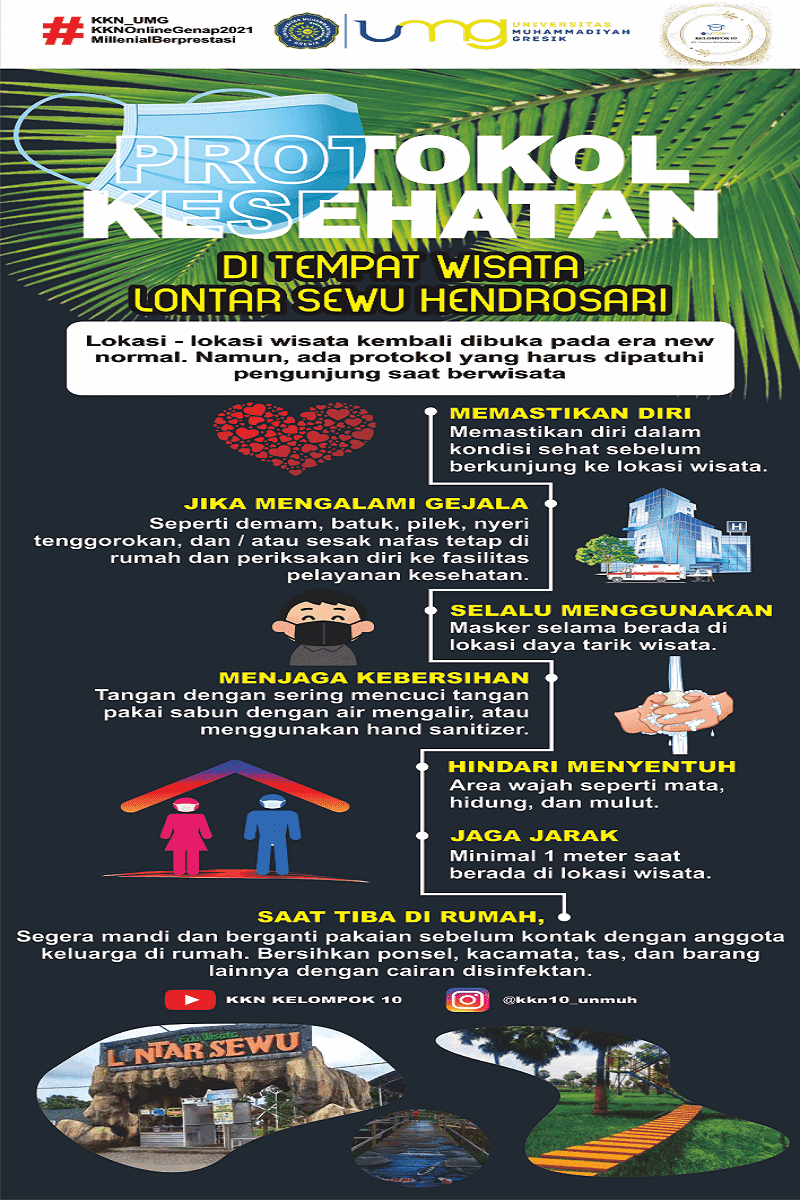 #
KKN_UMG
KKNOnlineGenap2021
MillenialBerprestasi
umg
UNIVERSITAS
MUHAMMADIYAH
GRESIK
KELOMPOK 10
PROTOKOL
KESEHATAN
DI TEMPAT WISATA
LONTAR SEWU HENDROSARI
Lokasi - lokasi wisata kembali dibuka pada era new
normal. Namun, ada protokol yang harus dipatuhi
pengunjung saat berwisata
MEMASTIKAN DIRI
Memastikan diri dalam
kondisi sehat sebelum
berkunjung ke lokasi wisata.
JIKA MENGALAMI GEJALA
Seperti demam, batuk, pilek, nyeri
tenggorokan, dan / atau sesak nafas tetap di
rumah dan periksakan diri ke fasilitas
pelayanan kesehatan.
H
SELALU MENGGUNAKAN
Masker selama berada di
lokasi daya tarik wisata.
MENJAGA KEBERSIHAN
Tangan dengan sering mencuci tangan
pakai sabun dengan air mengalir, atau
menggunakan hand sanitizer.
HINDARI MENYENTUH
Area wajah seperti mata,
hidung, dan mulut.
JAGA JARAK
Minimal 1 meter saat
berada di lokasi wisata.
SAAT TIBA DI RUMAH,
Segera mandi dan berganti pakaian sebelum kontak dengan anggota
keluarga di rumah. Bersihkan ponsel, kacamata, tas, dan barang
lainnya dengan cairan disinfektan.
KKN KELOMPOK 10
@kkn10_unmuh
Edu Wisata
LONTAR SEWU